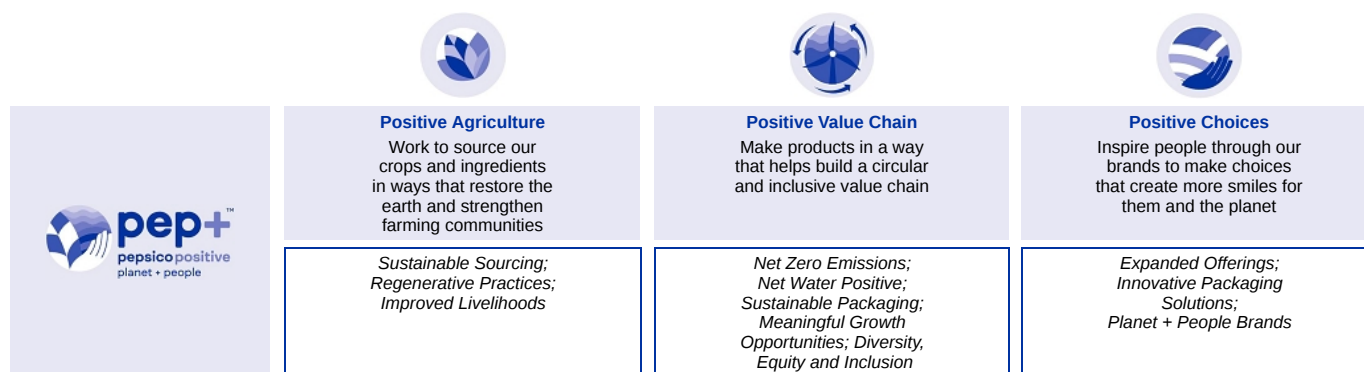 pep+™
pepsico positive
planet + people
Positive Agriculture
Work to source our
crops and ingredients
in ways that restore the
earth and strengthen
farming communities
Sustainable Sourcing;
Regenerative Practices;
Improved Livelihoods
Positive Value Chain
Make products in a way
that helps build a circular
and inclusive value chain
Net Zero Emissions;
Net Water Positive;
Sustainable Packaging;
Meaningful Growth
Opportunities; Diversity,
Equity and Inclusion
Positive Choices
Inspire people through our
brands to make choices
that create more smiles for
them and the planet
Expanded Offerings;
Innovative Packaging
Solutions;
Planet + People Brands